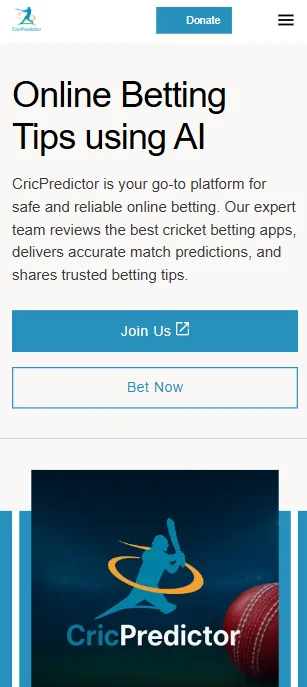 CricPredictor
Donate
Online Betting
Tips using AI
CricPredictor is your go-to platform for
safe and reliable online betting. Our expert
team reviews the best cricket betting apps,
delivers accurate match predictions, and
shares trusted betting tips.
Join Us
Bet Now
CricPredictor